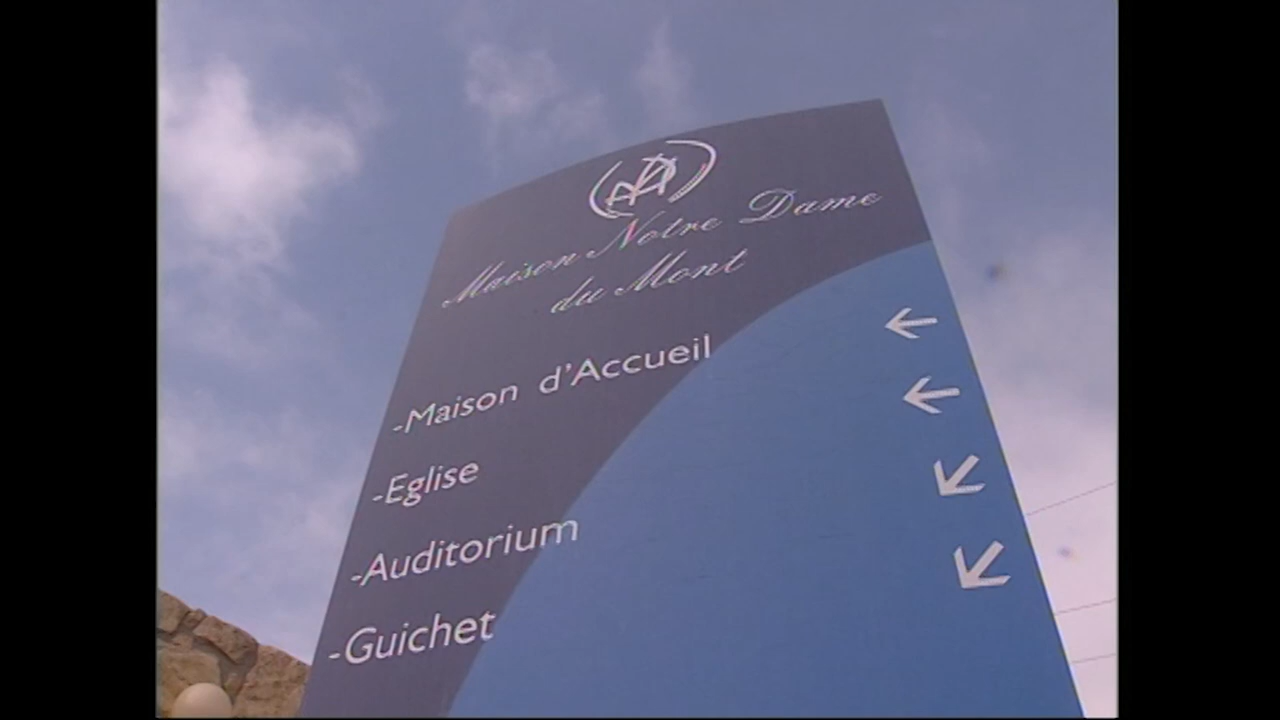 Maison Notre Dame
du Mont
-Maison d'Accueil
-Eglise
-Auditorium
-Guichet